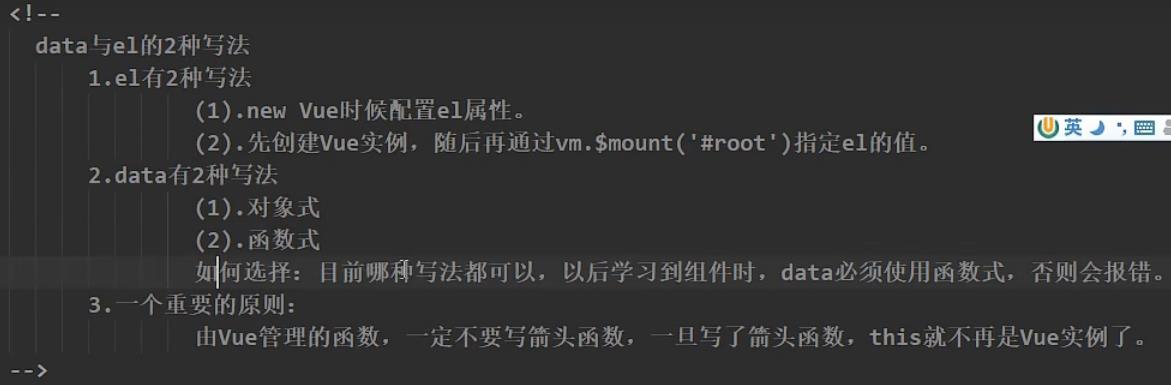 <!--
data与el的2种写法
1.el有2种写法
(1).new Vue时候配置el属性。
(2).先创建Vue实例，随后再通过vm.$mount('#root')指定el的值。
英
2.data有2种写法
(1).对象式
(2).函数式
如何选择：目前哪种写法都可以，以后学习到组件时，data必须使用函数式，否则会报错。
3.一个重要的原则：
由Vue管理的函数，一定不要写箭头函数，一旦写了箭头函数，this就不再是Vue实例了。
-->